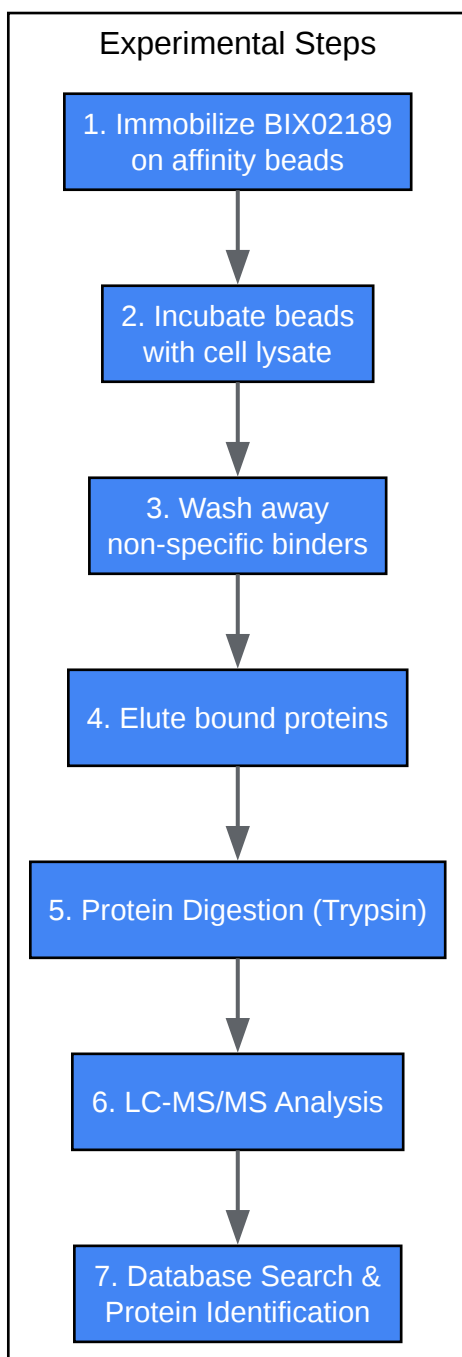 Experimental Steps
1. Immobilize BIX02189
on affinity beads
2. Incubate beads
with cell lysate
3. Wash away
non-specific binders
4. Elute bound proteins
5. Protein Digestion (Trypsin)
6. LC-MS/MS Analysis
7. Database Search &
Protein Identification